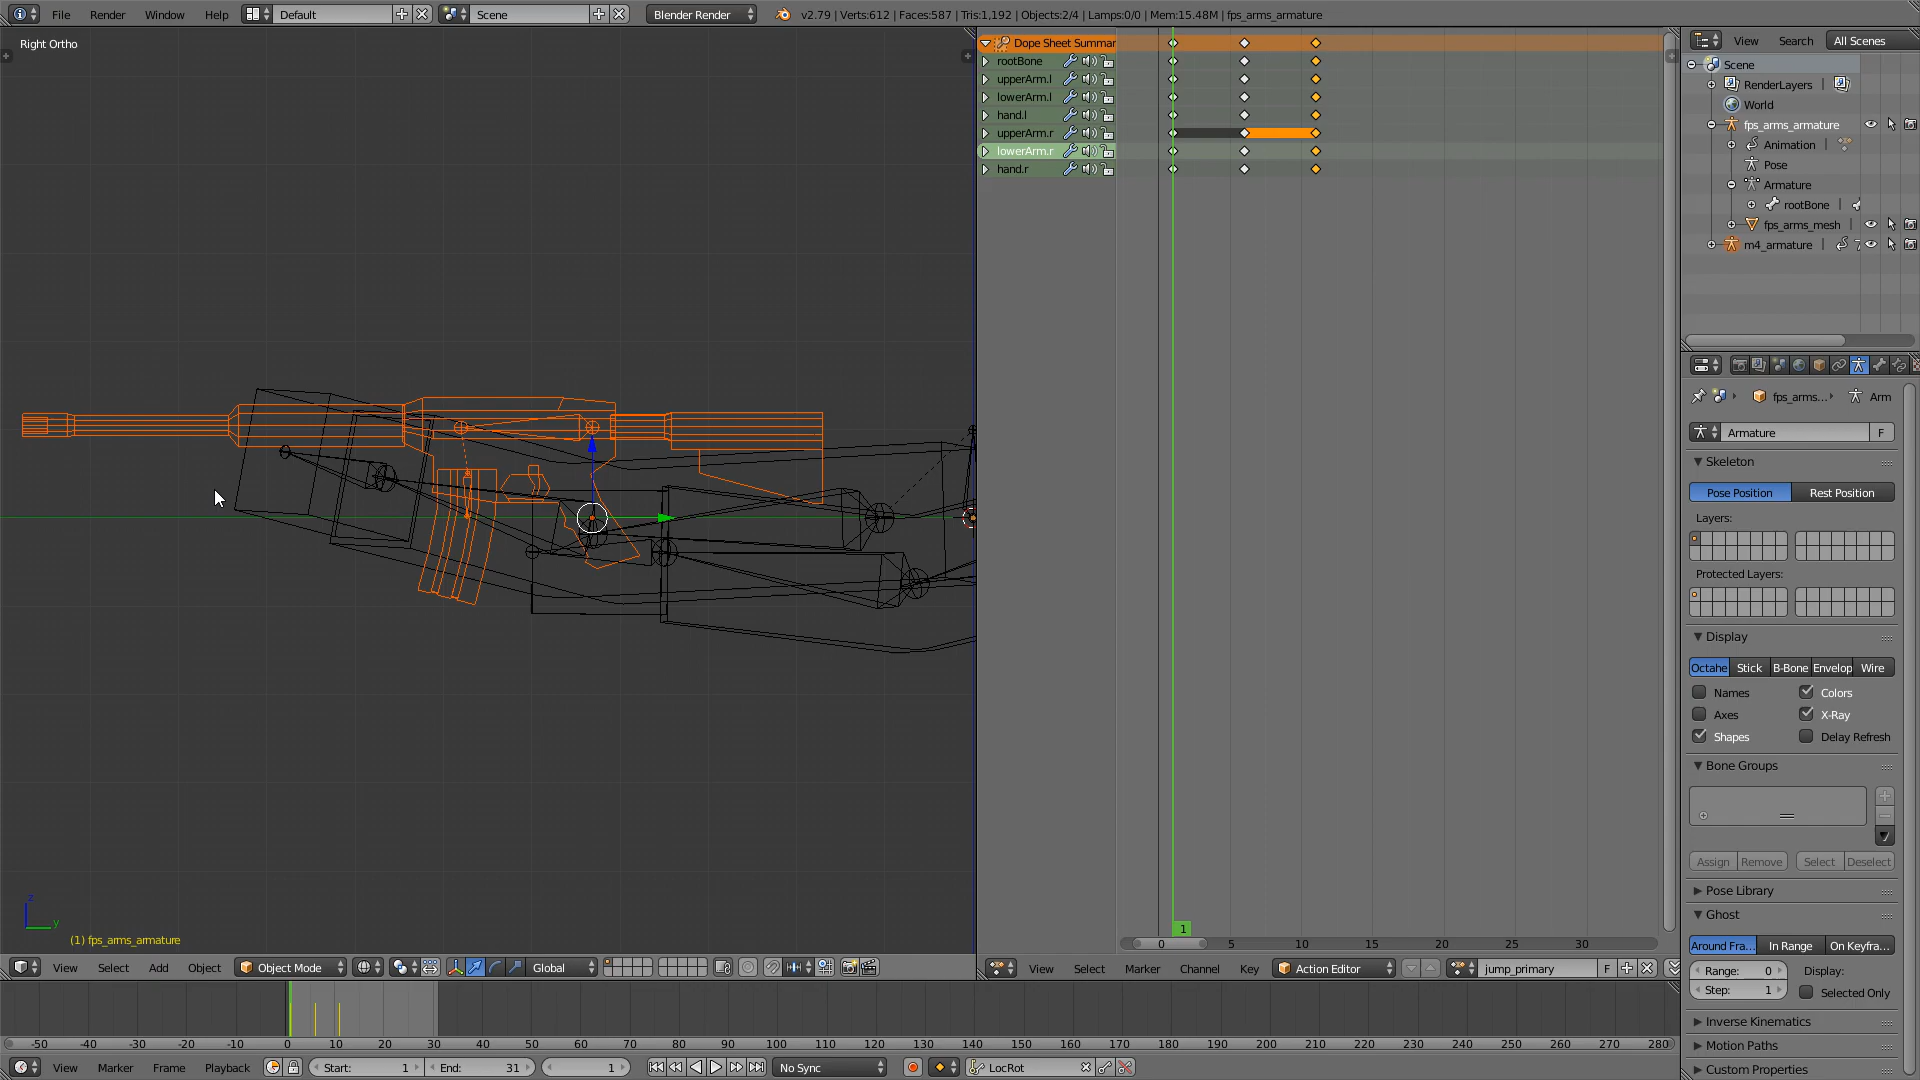 File Render Window Help Default Scene Blender Render v2.79 | Verts:612 | Faces:587 | Tris:1,192 | Objects:2/4 | Lamps:0/0 | Mem:15.48M | fps_arms_armature
Right Ortho
(1) fps_arms_armature
View Select Add Object Object Mode Global
Dope Sheet Summar
rootBone
upperArm.l
lowerArm.l
hand.l
upperArm.r
lowerArm.r
hand.r
1
0 5 10 15 20 25 30
View Select Marker Channel Key Action Editor jump_primary F
View Search All Scenes
Scene
RenderLayers |
World
fps_arms_armature
Animation |
Pose
Armature
rootBone |
fps_arms_mesh |
m4_armature |
fps_arms... Arm
Armature F
Skeleton
Pose Position Rest Position
Layers:
Protected Layers:
Display
Octahe Stick B-Bone Envelop Wire
Names Colors
Axes X-Ray
Shapes Delay Refresh
Bone Groups
Assign Remove Select Deselect
Pose Library
Ghost
Around Fra... In Range On Keyfra...
Range: 0 Display:
Step: 1 Selected Only
Inverse Kinematics
Motion Paths
Custom Properties
-50 -40 -30 -20 -10 0 10 20 30 40 50 60 70 80 90 100 110 120 130 140 150 160 170 180 190 200 210 220 230 240 250 260 270 280
View Marker Frame Playback Start: 1 End: 31 1 No Sync LocRot